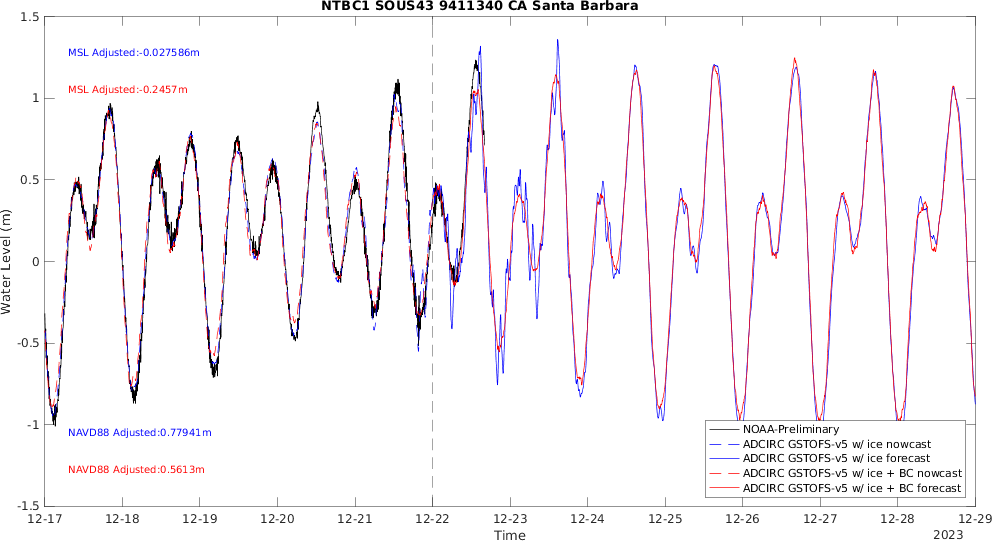 NTBC1 SOUS43 9411340 CA Santa Barbara
1.5
1
0.5
0
-0.5
-1
-1.5
Water Level (m)
MSL Adjusted:-0.027586m
MSL Adjusted:-0.2457m
NAVD88 Adjusted:0.77941m
NAVD88 Adjusted:0.5613m
NOAA-Preliminary
ADCIRC GSTOFS-v5 w/ ice nowcast
ADCIRC GSTOFS-v5 w/ ice forecast
ADCIRC GSTOFS-v5 w/ ice + BC nowcast
ADCIRC GSTOFS-v5 w/ ice + BC forecast
12-17 12-18 12-19 12-20 12-21 12-22 12-23 12-24 12-25 12-26 12-27 12-28 12-29
Time
2023